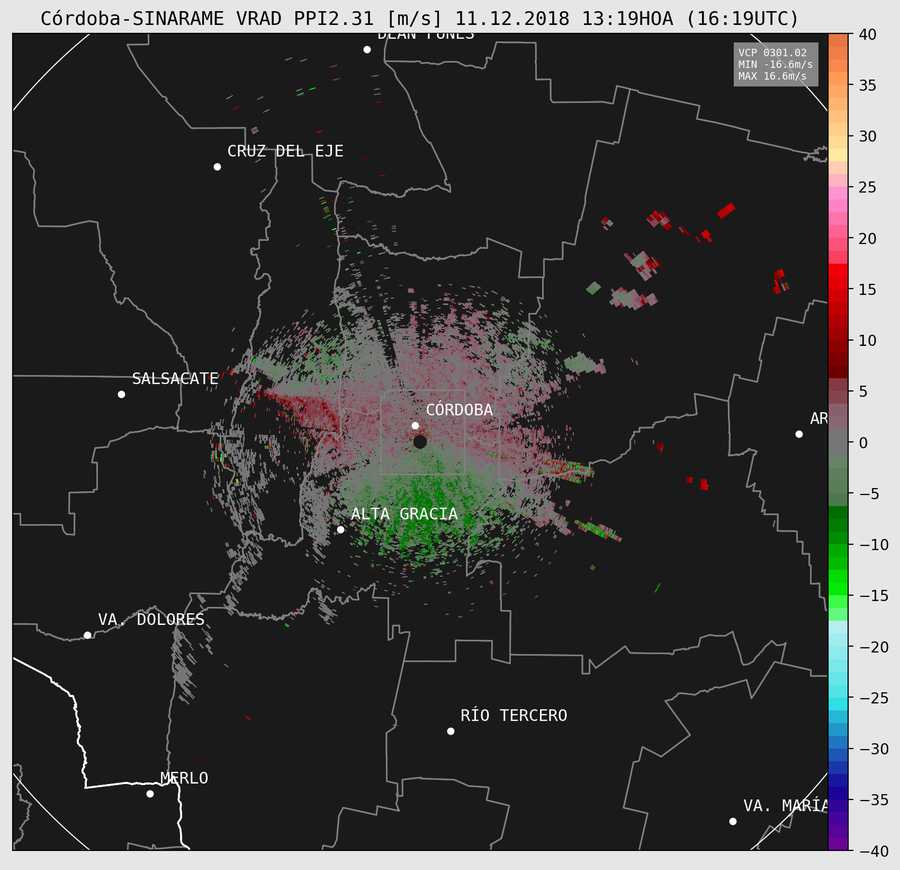 Córdoba-SINARAME VRAD PPI2.31 [m/s] 11.12.2018 13:19HOA (16:19UTC)
DEAN FUNES
VCP 0301.02
MIN -16.6m/s
MAX 16.6m/s
CRUZ DEL EJE
SALSACATE
CÓRDOBA
AR
ALTA GRACIA
VA. DOLORES
RÍO TERCERO
MERLO
VA. MARÍA
40
35
30
25
20
15
10
5
0
−5
−10
−15
−20
−25
−30
−35
−40